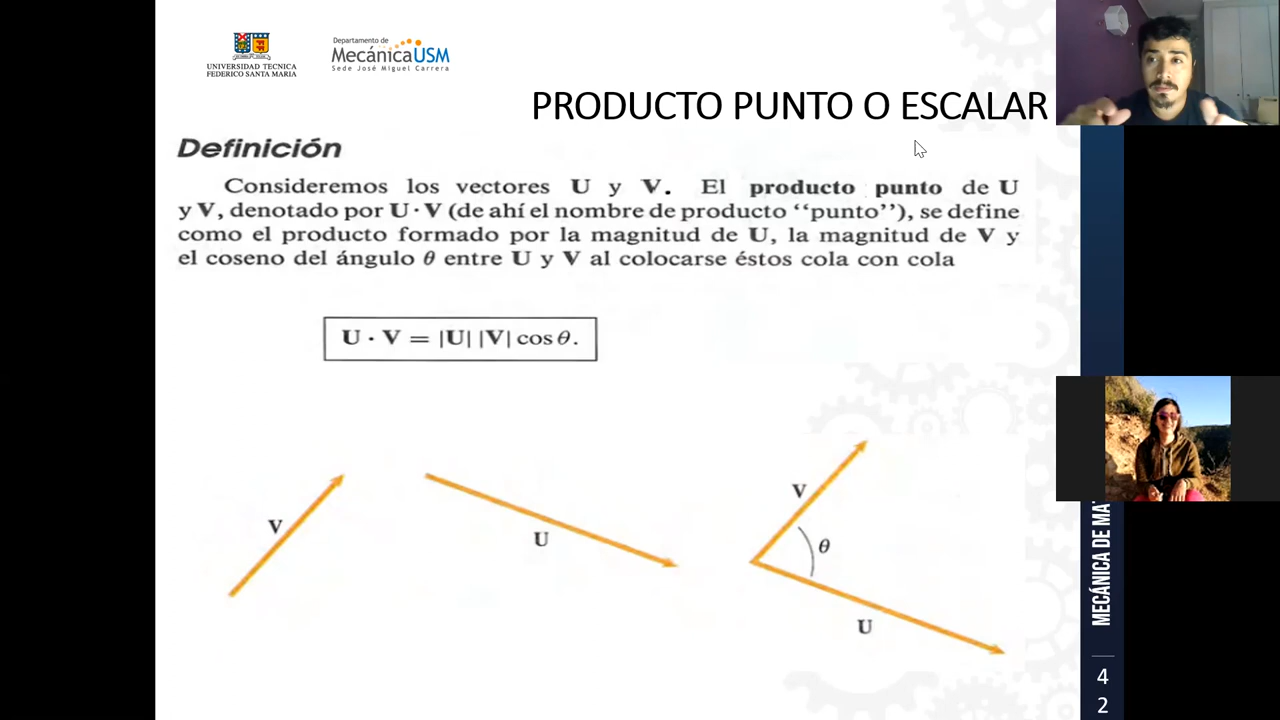 UNIVERSIDAD TECNICA
FEDERICO SANTA MARIA
Departamento de
MecánicaUSM
Sede José Miguel Carrera
PRODUCTO PUNTO O ESCALAR
Definición
Consideremos los vectores U y V. El producto punto de U
y V, denotado por U · V (de ahí el nombre de producto ‘‘punto’’), se define
como el producto formado por la magnitud de U, la magnitud de V y
el coseno del ángulo θ entre U y V al colocarse éstos cola con cola
U · V = |U| |V| cos θ.
V
U
V
θ
U
MECÁNICA DE MA
4
2